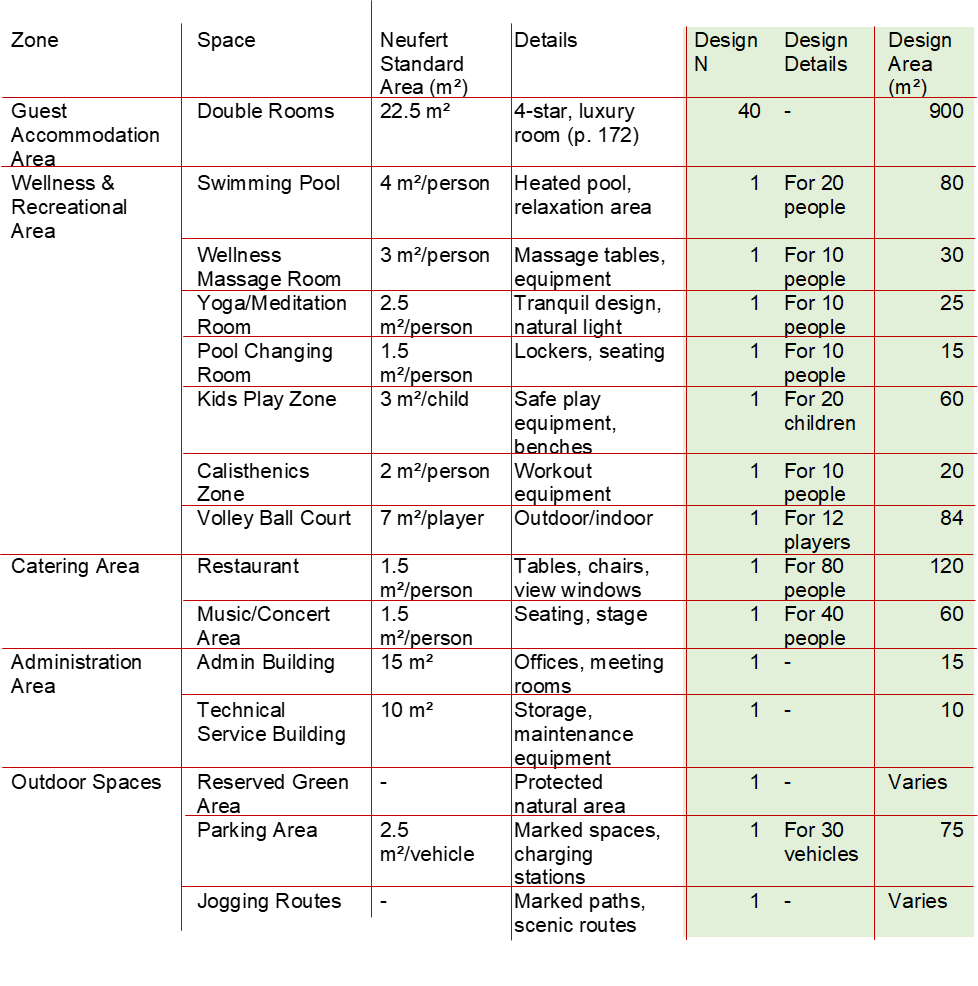 Zone Space Neufert Standard Area (m²) Details Design N Design Details Design Area (m²)
Guest Accommodation Area Double Rooms 22.5 m² 4-star, luxury room (p. 172) 40 - 900
Wellness & Recreational Area Swimming Pool 4 m²/person Heated pool, relaxation area 1 For 20 people 80
Wellness Massage Room 3 m²/person Massage tables, equipment 1 For 10 people 30
Yoga/Meditation Room 2.5 m²/person Tranquil design, natural light 1 For 10 people 25
Pool Changing Room 1.5 m²/person Lockers, seating 1 For 10 people 15
Kids Play Zone 3 m²/child Safe play equipment, benches 1 For 20 children 60
Calisthenics Zone 2 m²/person Workout equipment 1 For 10 people 20
Volley Ball Court 7 m²/player Outdoor/indoor 1 For 12 players 84
Catering Area Restaurant 1.5 m²/person Tables, chairs, view windows 1 For 80 people 120
Music/Concert Area 1.5 m²/person Seating, stage 1 For 40 people 60
Administration Area Admin Building 15 m² Offices, meeting rooms 1 - 15
Technical Service Building 10 m² Storage, maintenance equipment 1 - 10
Outdoor Spaces Reserved Green Area - Protected natural area 1 - Varies
Parking Area 2.5 m²/vehicle Marked spaces, charging stations 1 For 30 vehicles 75
Jogging Routes - Marked paths, scenic routes 1 - Varies